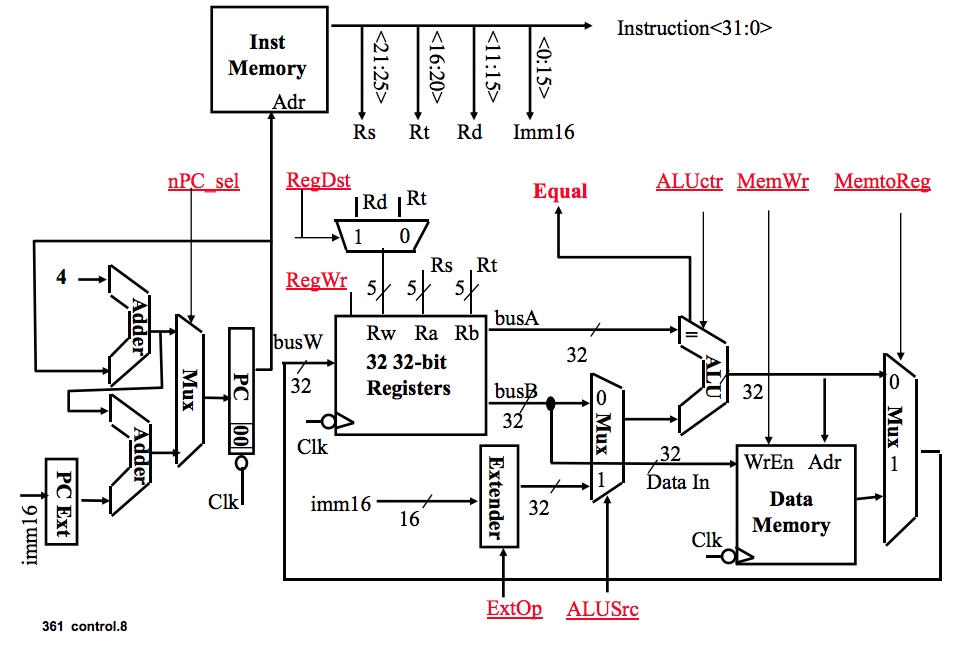 Inst
Memory
Adr
Instruction<31:0>
<21:25>
<16:20>
<11:15>
<0:15>
Rs
Rt
Rd
Imm16
nPC_sel
RegDst
Rd
Rt
Equal
ALUctr
MemWr
MemtoReg
1
0
4
Adder
RegWr
5
5
Rs
5
Rt
busW
32
Rw
Ra
Rb
32 32-bit
Registers
busA
32
=
ALU
32
busB
32
0
Mux
1
0
Mux
1
Mux
PC
00
Adder
Clk
Clk
PC Ext
imm16
imm16
16
Extender
32
32
Data In
WrEn
Adr
Data
Memory
Clk
ExtOp
ALUSrc
361 control.8